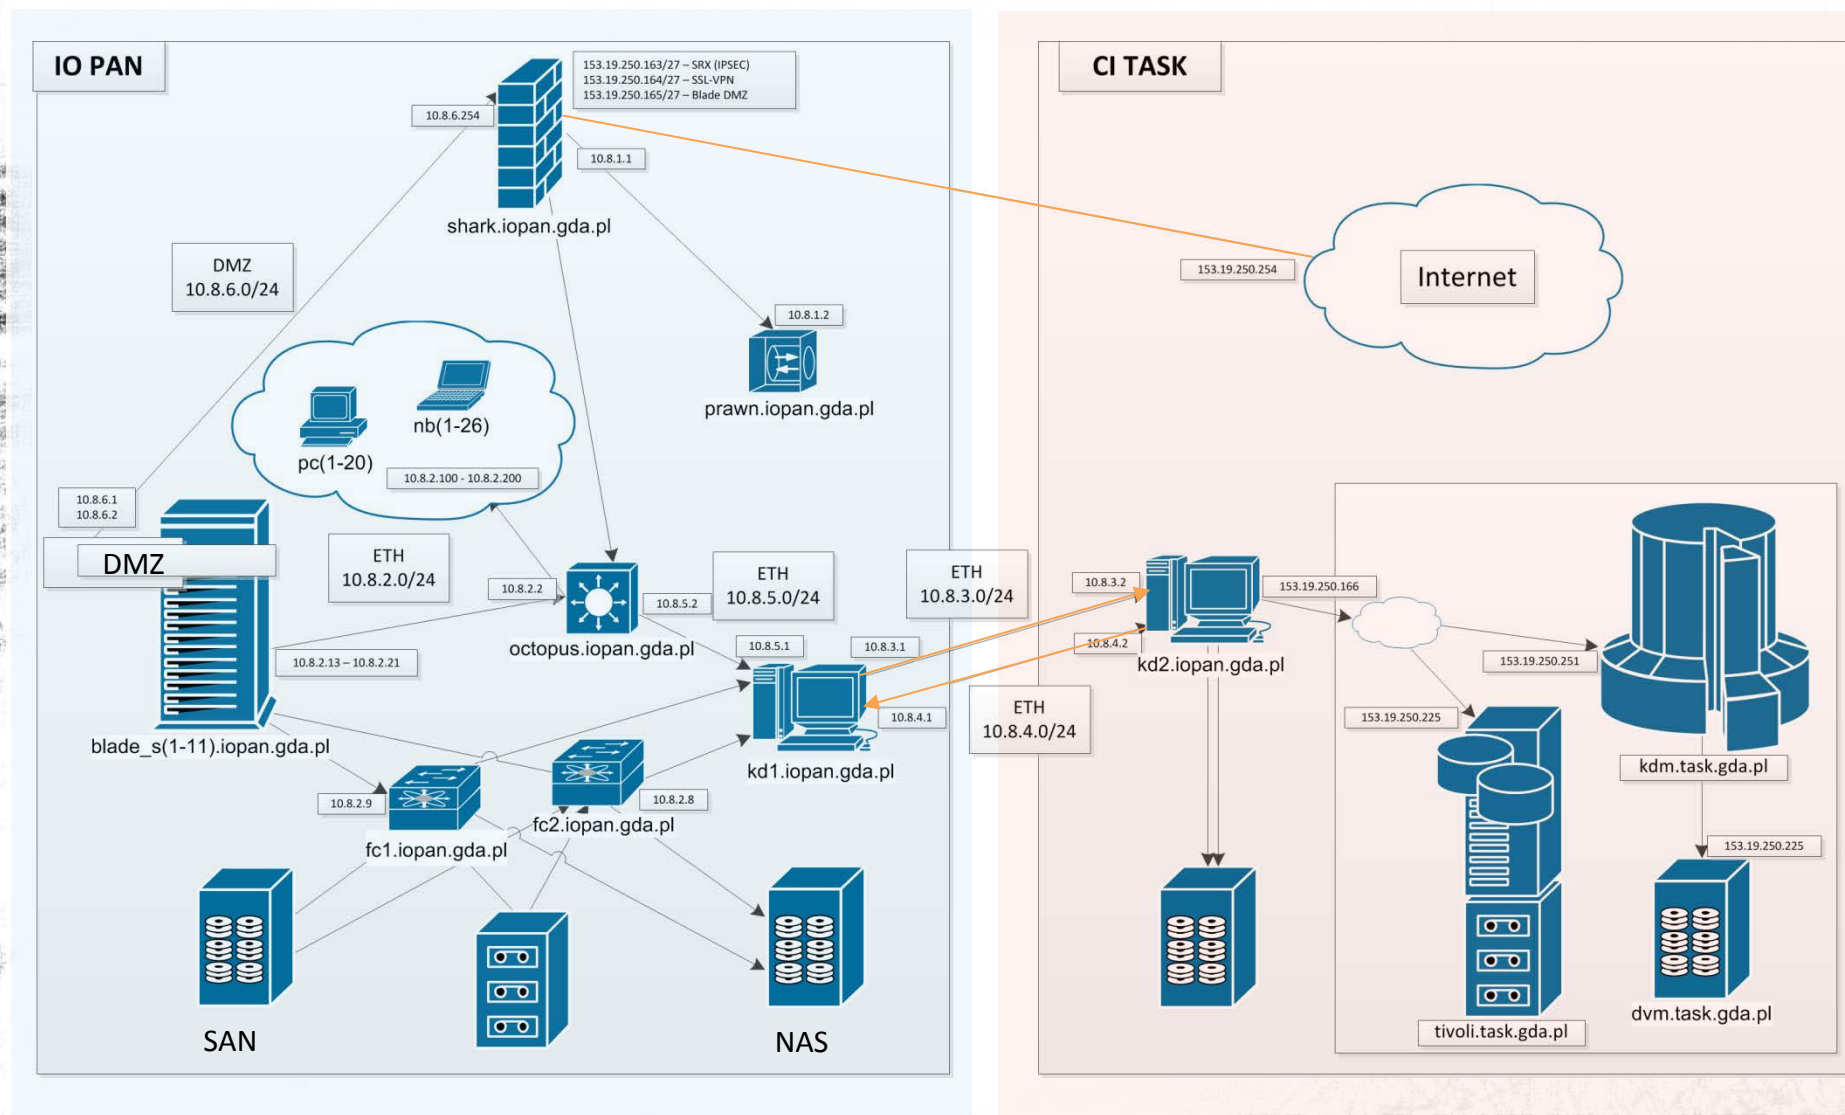 IO PAN
153.19.250.163/27 – SRX (IPSEC)
153.19.250.164/27 – SSL-VPN
153.19.250.165/27 – Blade DMZ
10.8.6.254
10.8.1.1
shark.iopan.gda.pl
DMZ
10.8.6.0/24
10.8.1.2
prawn.iopan.gda.pl
nb(1-26)
pc(1-20)
10.8.2.100 - 10.8.2.200
10.8.6.1
10.8.6.2
DMZ
ETH
10.8.2.0/24
10.8.2.2
10.8.5.2
ETH
10.8.5.0/24
octopus.iopan.gda.pl
10.8.2.13 – 10.8.2.21
10.8.5.1
10.8.3.1
10.8.4.1
blade_s(1-11).iopan.gda.pl
kd1.iopan.gda.pl
10.8.2.9
10.8.2.8
fc2.iopan.gda.pl
fc1.iopan.gda.pl
SAN
NAS
ETH
10.8.3.0/24
ETH
10.8.4.0/24
CI TASK
153.19.250.254
Internet
10.8.3.2
10.8.4.2
153.19.250.166
kd2.iopan.gda.pl
153.19.250.251
153.19.250.225
kdm.task.gda.pl
153.19.250.225
dvm.task.gda.pl
tivoli.task.gda.pl